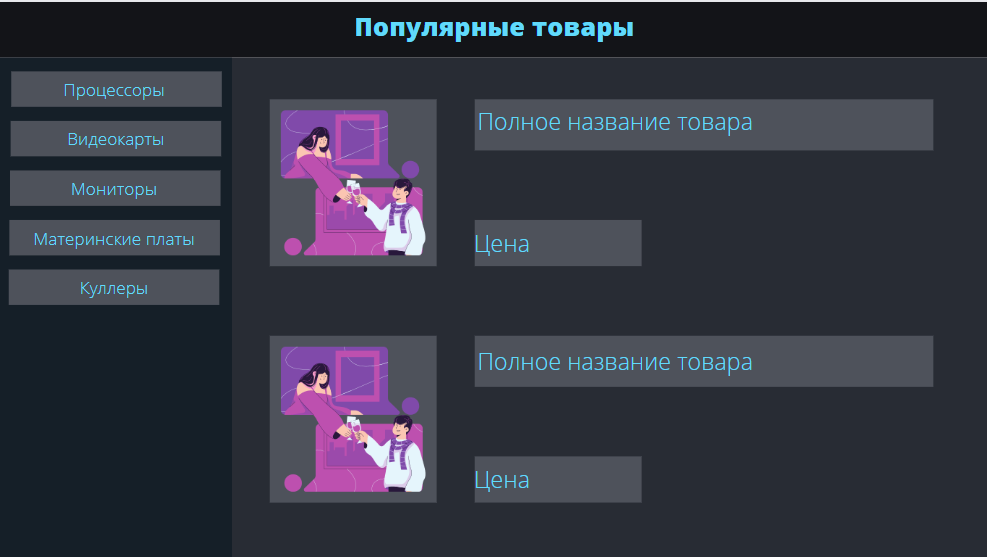 Популярные товары
Процессоры
Видеокарты
Мониторы
Материнские платы
Куллеры
Полное название товара
Цена
Полное название товара
Цена